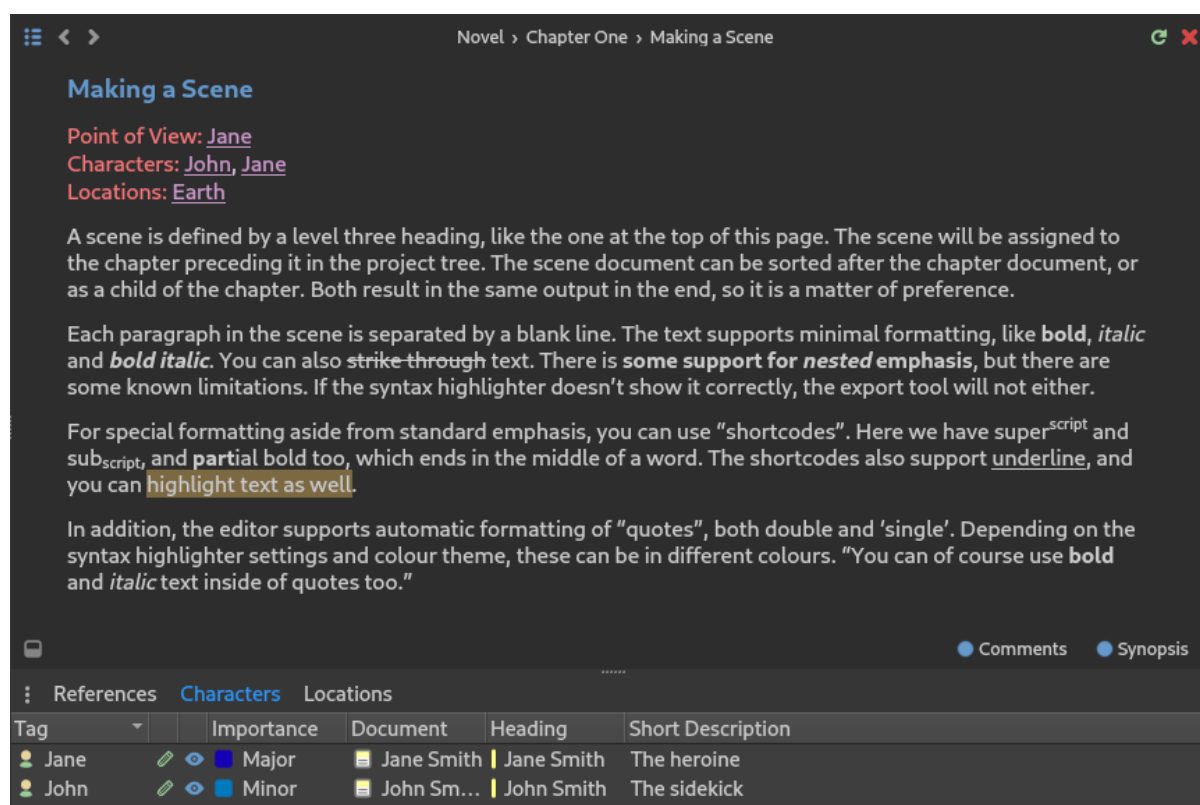 Novel › Chapter One › Making a Scene
Making a Scene
Point of View: Jane
Characters: John, Jane
Locations: Earth
A scene is defined by a level three heading, like the one at the top of this page. The scene will be assigned to
the chapter preceding it in the project tree. The scene document can be sorted after the chapter document, or
as a child of the chapter. Both result in the same output in the end, so it is a matter of preference.
Each paragraph in the scene is separated by a blank line. The text supports minimal formatting, like bold, italic
and bold italic. You can also strike through text. There is some support for nested emphasis, but there are
some known limitations. If the syntax highlighter doesn’t show it correctly, the export tool will not either.
For special formatting aside from standard emphasis, you can use “shortcodes”. Here we have superscript and
subscript, and partial bold too, which ends in the middle of a word. The shortcodes also support underline, and
you can highlight text as well.
In addition, the editor supports automatic formatting of “quotes”, both double and ‘single’. Depending on the
syntax highlighter settings and colour theme, these can be in different colours. “You can of course use bold
and italic text inside of quotes too.”
Comments Synopsis
References Characters Locations
Tag Importance Document Heading Short Description
Jane Major Jane Smith Jane Smith The heroine
John Minor John Sm... John Smith The sidekick